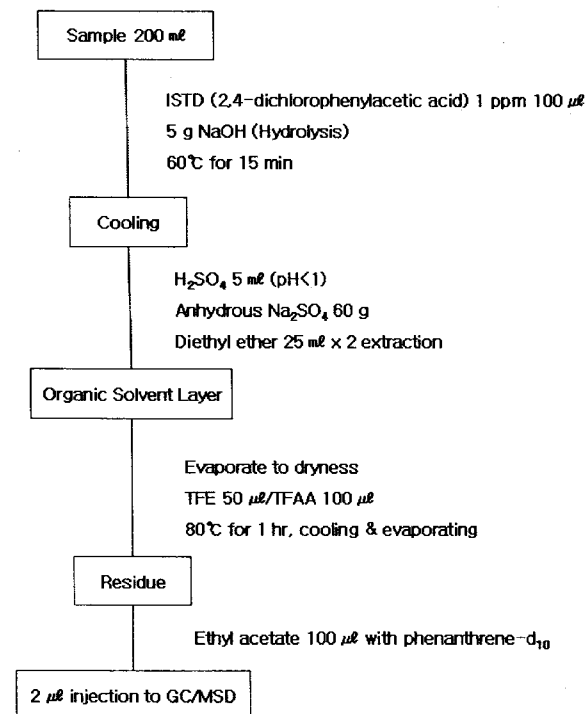 Sample 200 ㎖
ISTD (2,4-dichlorophenylacetic acid) 1 ppm 100 ㎕
5 g NaOH (Hydrolysis)
60℃ for 15 min
Cooling
H₂SO₄ 5 ㎖ (pH<1)
Anhydrous Na₂SO₄ 60 g
Diethyl ether 25 ㎖ x 2 extraction
Organic Solvent Layer
Evaporate to dryness
TFE 50 ㎕/TFAA 100 ㎕
80℃ for 1 hr, cooling & evaporating
Residue
Ethyl acetate 100 ㎕ with phenanthrene-d₁₀
2 ㎕ injection to GC/MSD